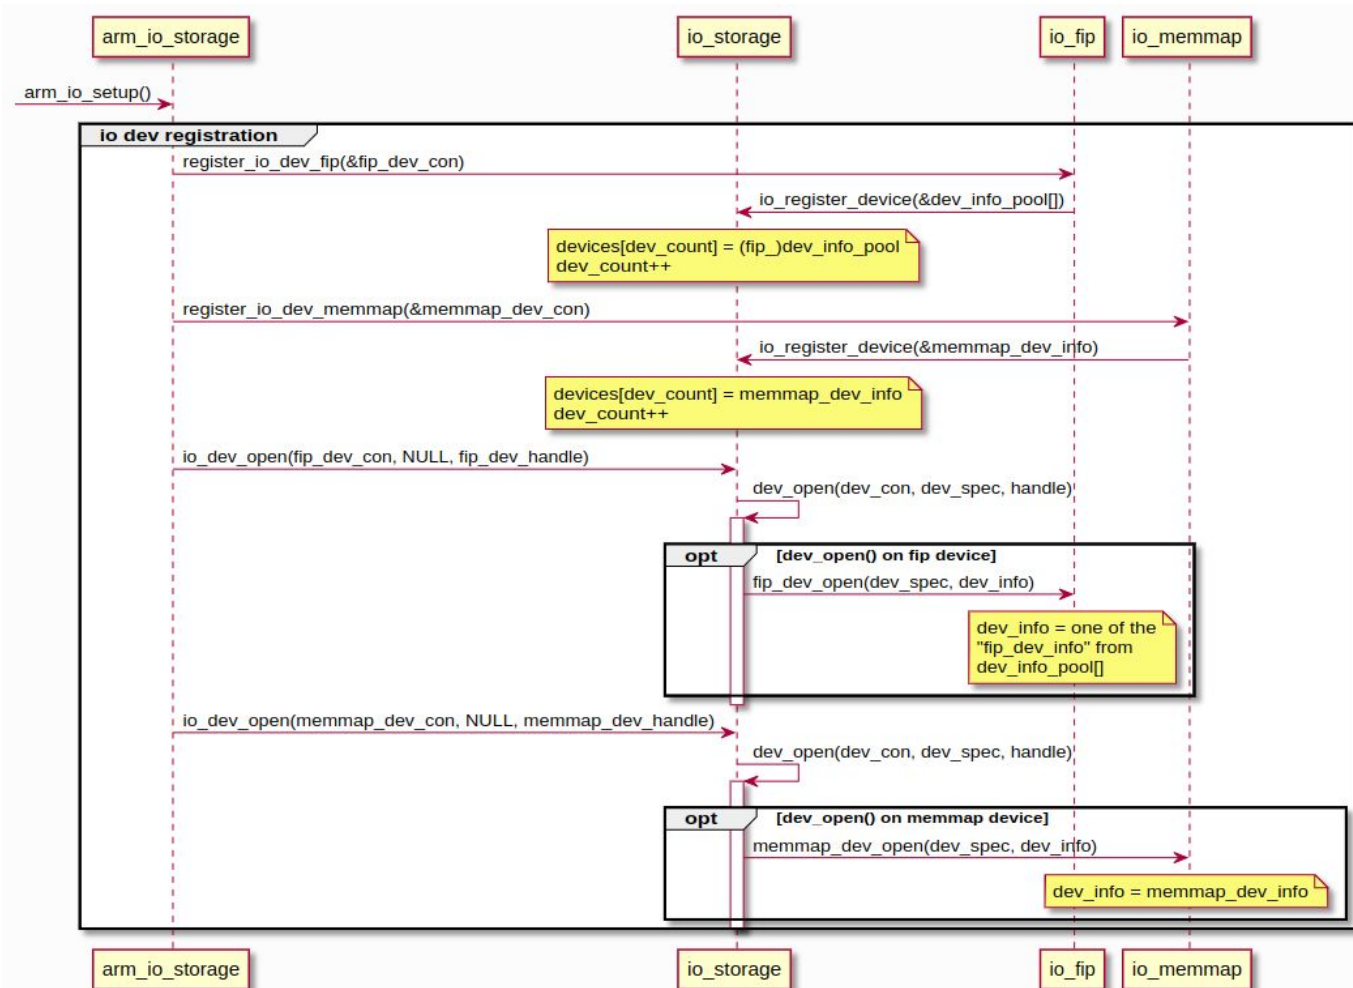 arm_io_storage
io_storage
io_fip
io_memmap
arm_io_setup()
io dev registration
register_io_dev_fip(&fip_dev_con)
io_register_device(&dev_info_pool[])
devices[dev_count] = (fip_)dev_info_pool
dev_count++
register_io_dev_memmap(&memmap_dev_con)
io_register_device(&memmap_dev_info)
devices[dev_count] = memmap_dev_info
dev_count++
io_dev_open(fip_dev_con, NULL, fip_dev_handle)
dev_open(dev_con, dev_spec, handle)
opt
[dev_open() on fip device]
fip_dev_open(dev_spec, dev_info)
dev_info = one of the
"fip_dev_info" from
dev_info_pool[]
io_dev_open(memmap_dev_con, NULL, memmap_dev_handle)
dev_open(dev_con, dev_spec, handle)
opt
[dev_open() on memmap device]
memmap_dev_open(dev_spec, dev_info)
dev_info = memmap_dev_info
arm_io_storage
io_storage
io_fip
io_memmap